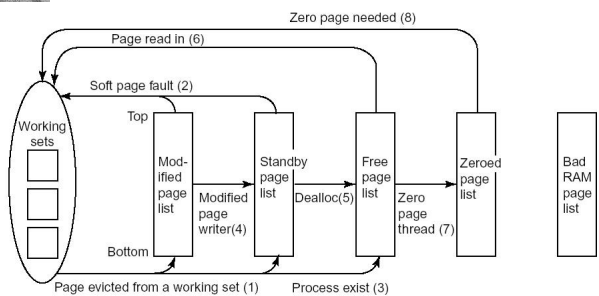 Zero page needed (8)
Page read in (6)
Soft page fault (2)
Top
Working
sets
Mod-
ified
page
list
Standby
page
list
Free
page
list
Zeroed
page
list
Bad
RAM
page
list
Modified
page
writer(4)
Dealloc(5)
Zero
page
thread (7)
Bottom
Page evicted from a working set (1)
Process exist (3)